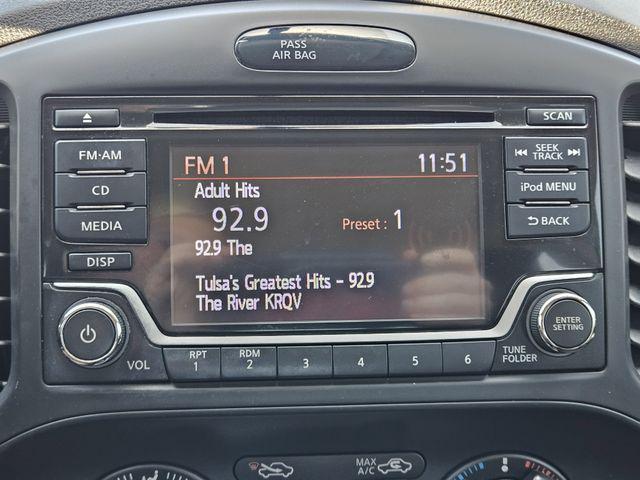 PASS
AIR BAG
SCAN
FM·AM
CD
MEDIA
DISP
FM 1 11:51
Adult Hits
92.9 Preset : 1
92.9 The
Tulsa's Greatest Hits - 92.9
The River KRQV
SEEK
TRACK
iPod MENU
BACK
VOL
RPT
1
RDM
2
3
4
5
6
TUNE
FOLDER
ENTER
SETTING
MAX
A/C